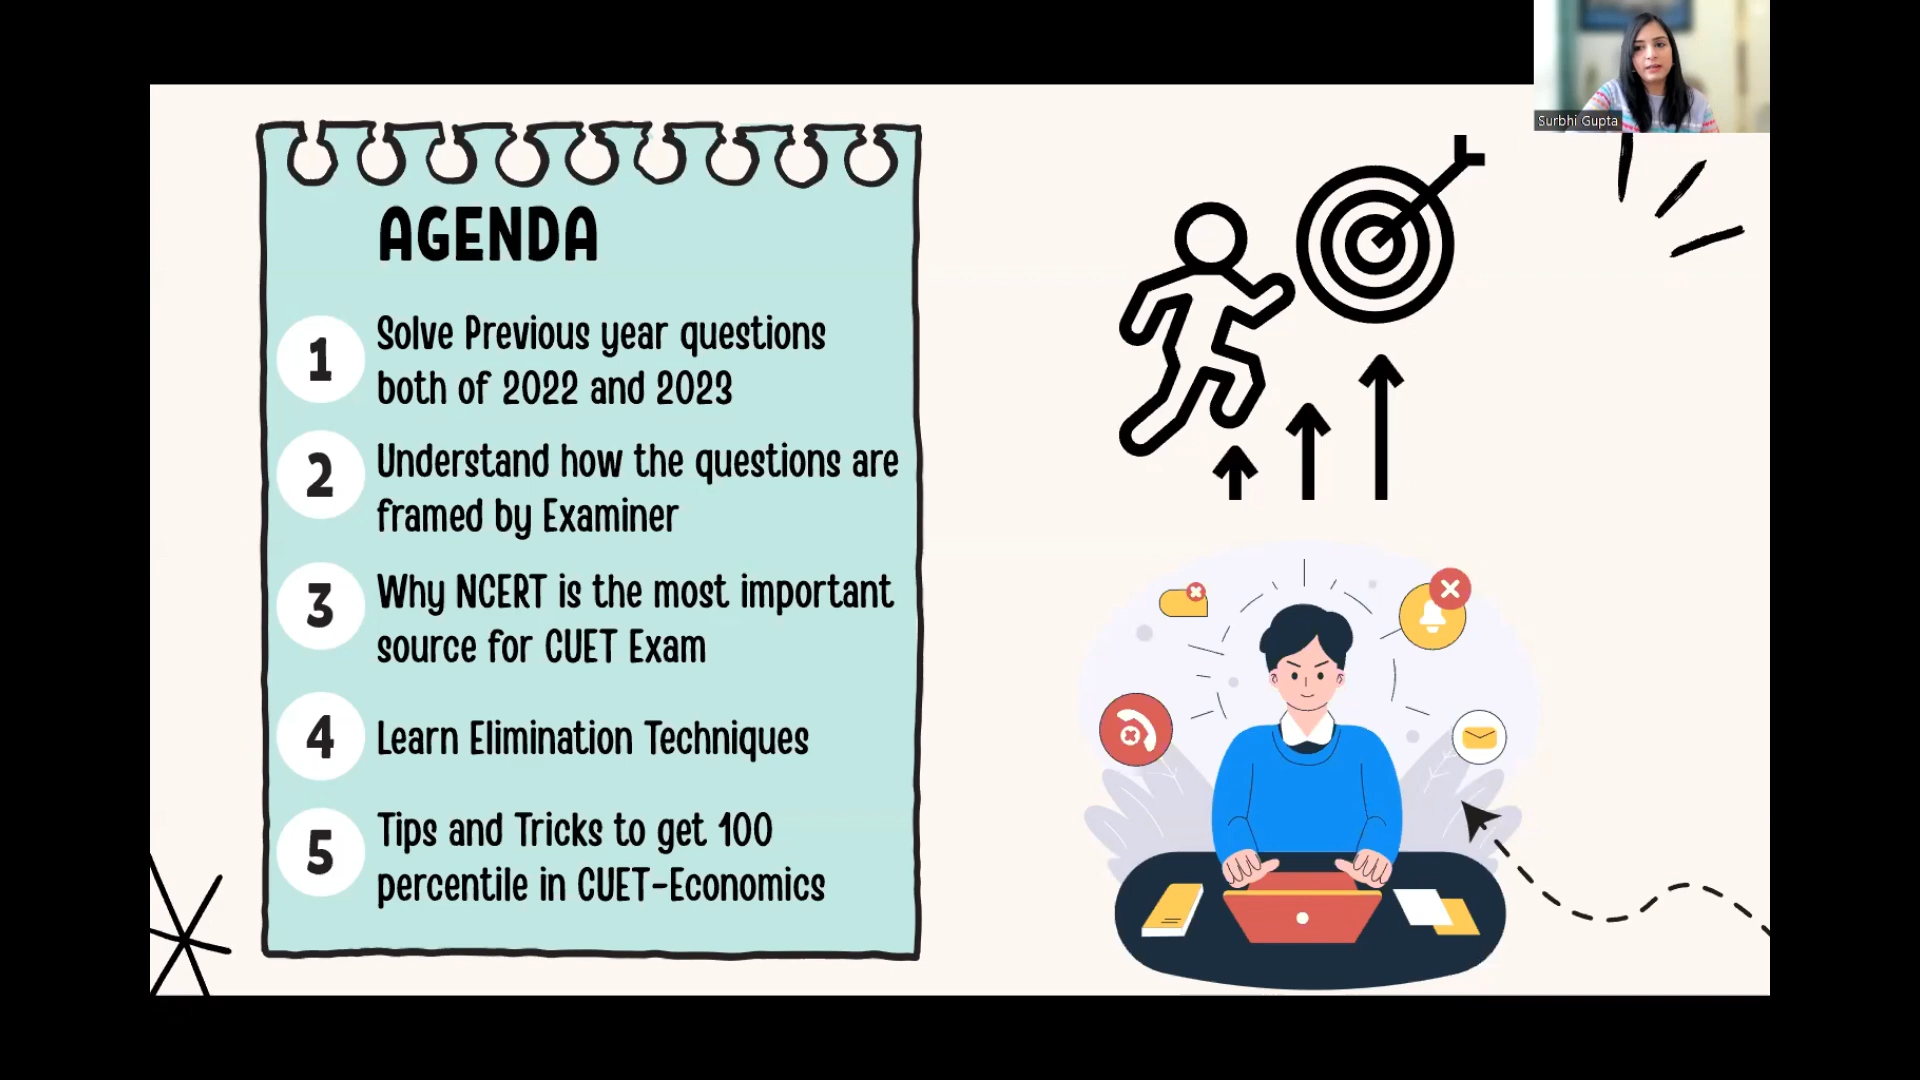 Surbhi Gupta
AGENDA
1
Solve Previous year questions
both of 2022 and 2023
2
Understand how the questions are
framed by Examiner
3
Why NCERT is the most important
source for CUET Exam
4
Learn Elimination Techniques
5
Tips and Tricks to get 100
percentile in CUET-Economics